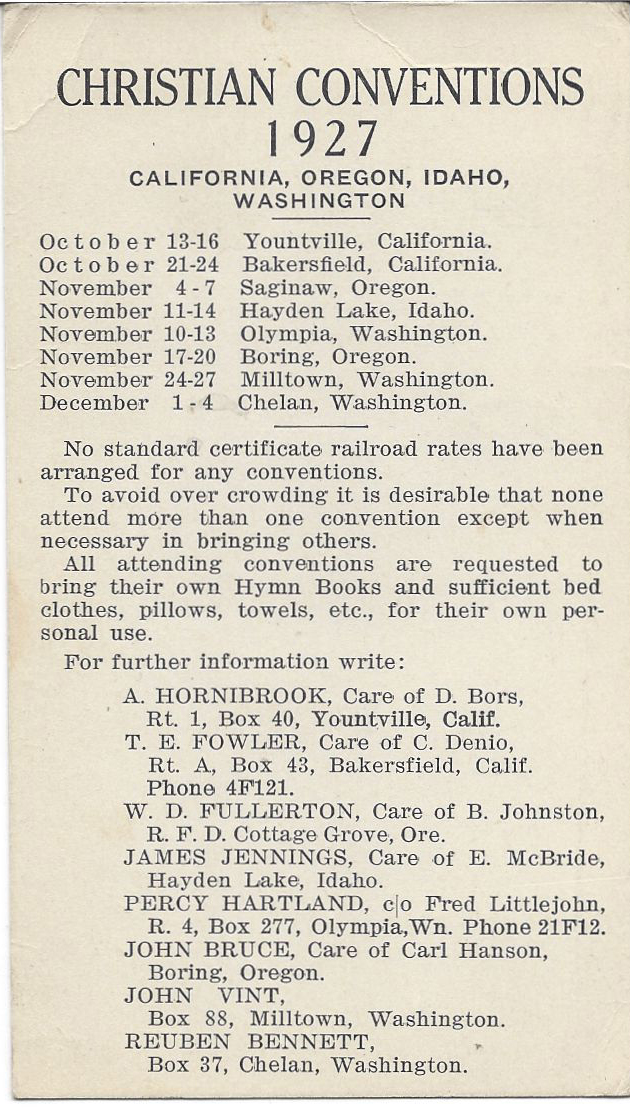 CHRISTIAN CONVENTIONS
1927
CALIFORNIA, OREGON, IDAHO,
WASHINGTON
October 13-16 Yountville, California.
October 21-24 Bakersfield, California.
November 4-7 Saginaw, Oregon.
November 11-14 Hayden Lake, Idaho.
November 10-13 Olympia, Washington.
November 17-20 Boring, Oregon.
November 24-27 Milltown, Washington.
December 1-4 Chelan, Washington.
No standard certificate railroad rates have been
arranged for any conventions.
To avoid over crowding it is desirable that none
attend more than one convention except when
necessary in bringing others.
All attending conventions are requested to
bring their own Hymn Books and sufficient bed
clothes, pillows, towels, etc., for their own per-
sonal use.
For further information write:
A. HORNIBROOK, Care of D. Bors,
Rt. 1, Box 40, Yountville, Calif.
T. E. FOWLER, Care of C. Denio,
Rt. A, Box 43, Bakersfield, Calif.
Phone 4F121.
W. D. FULLERTON, Care of B. Johnston,
R. F. D. Cottage Grove, Ore.
JAMES JENNINGS, Care of E. McBride,
Hayden Lake, Idaho.
PERCY HARTLAND, c|o Fred Littlejohn,
R. 4, Box 277, Olympia,Wn. Phone 21F12.
JOHN BRUCE, Care of Carl Hanson,
Boring, Oregon.
JOHN VINT,
Box 88, Milltown, Washington.
REUBEN BENNETT,
Box 37, Chelan, Washington.